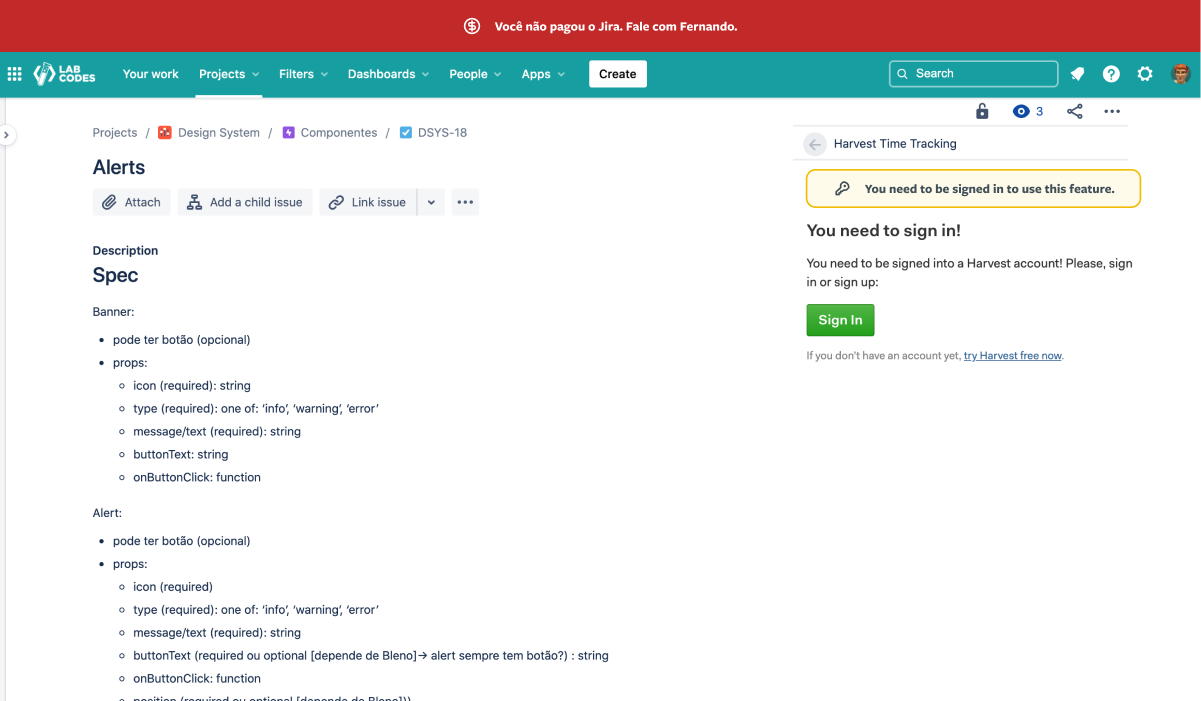 Você não pagou o Jira. Fale com Fernando.
LAB CODES
Your work Projects Filters Dashboards People Apps Create Search
3
Projects / Design System / Componentes / DSYS-18
Harvest Time Tracking
Alerts
Attach Add a child issue Link issue
You need to be signed in to use this feature.
You need to sign in!
You need to be signed into a Harvest account! Please, sign
in or sign up:
Sign In
If you don't have an account yet, try Harvest free now.
Description
Spec
Banner:
pode ter botão (opcional)
props:
icon (required): string
type (required): one of: ‘info’, ‘warning’, ‘error’
message/text (required): string
buttonText: string
onButtonClick: function
Alert:
pode ter botão (opcional)
props:
icon (required)
type (required): one of: ‘info’, ‘warning’, ‘error’
message/text (required): string
buttonText (required ou optional [depende de Bleno]→ alert sempre tem botão?) : string
onButtonClick: function
position (required ou optional [depende de Bleno]))